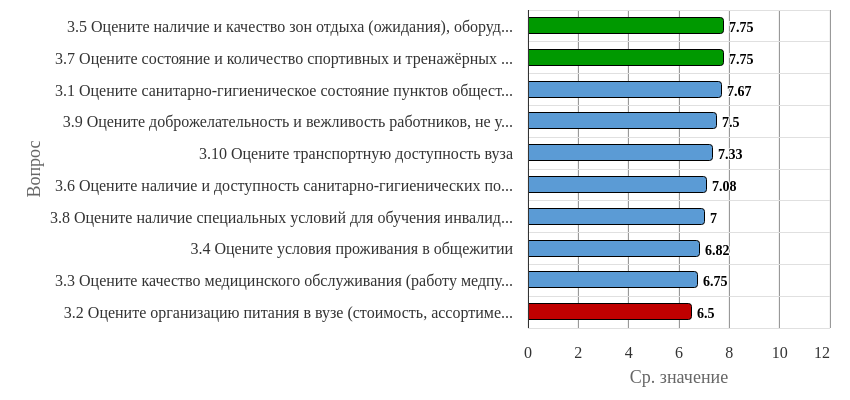 3.5 Оцените наличие и качество зон отдыха (ожидания), оборуд... 7.75
3.7 Оцените состояние и количество спортивных и тренажёрных ... 7.75
3.1 Оцените санитарно-гигиеническое состояние пунктов общест... 7.67
3.9 Оцените доброжелательность и вежливость работников, не у... 7.5
3.10 Оцените транспортную доступность вуза 7.33
3.6 Оцените наличие и доступность санитарно-гигиенических по... 7.08
3.8 Оцените наличие специальных условий для обучения инвалид... 7
3.4 Оцените условия проживания в общежитии 6.82
3.3 Оцените качество медицинского обслуживания (работу медпу... 6.75
3.2 Оцените организацию питания в вузе (стоимость, ассортиме... 6.5
Вопрос
0 2 4 6 8 10 12
Ср. значение